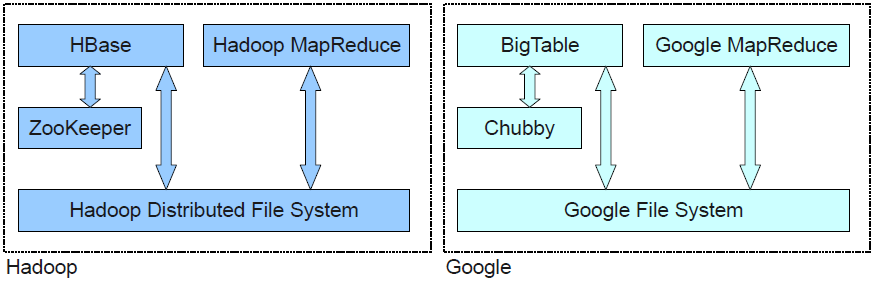 HBase
Hadoop MapReduce
ZooKeeper
Hadoop Distributed File System
Hadoop
BigTable
Google MapReduce
Chubby
Google File System
Google